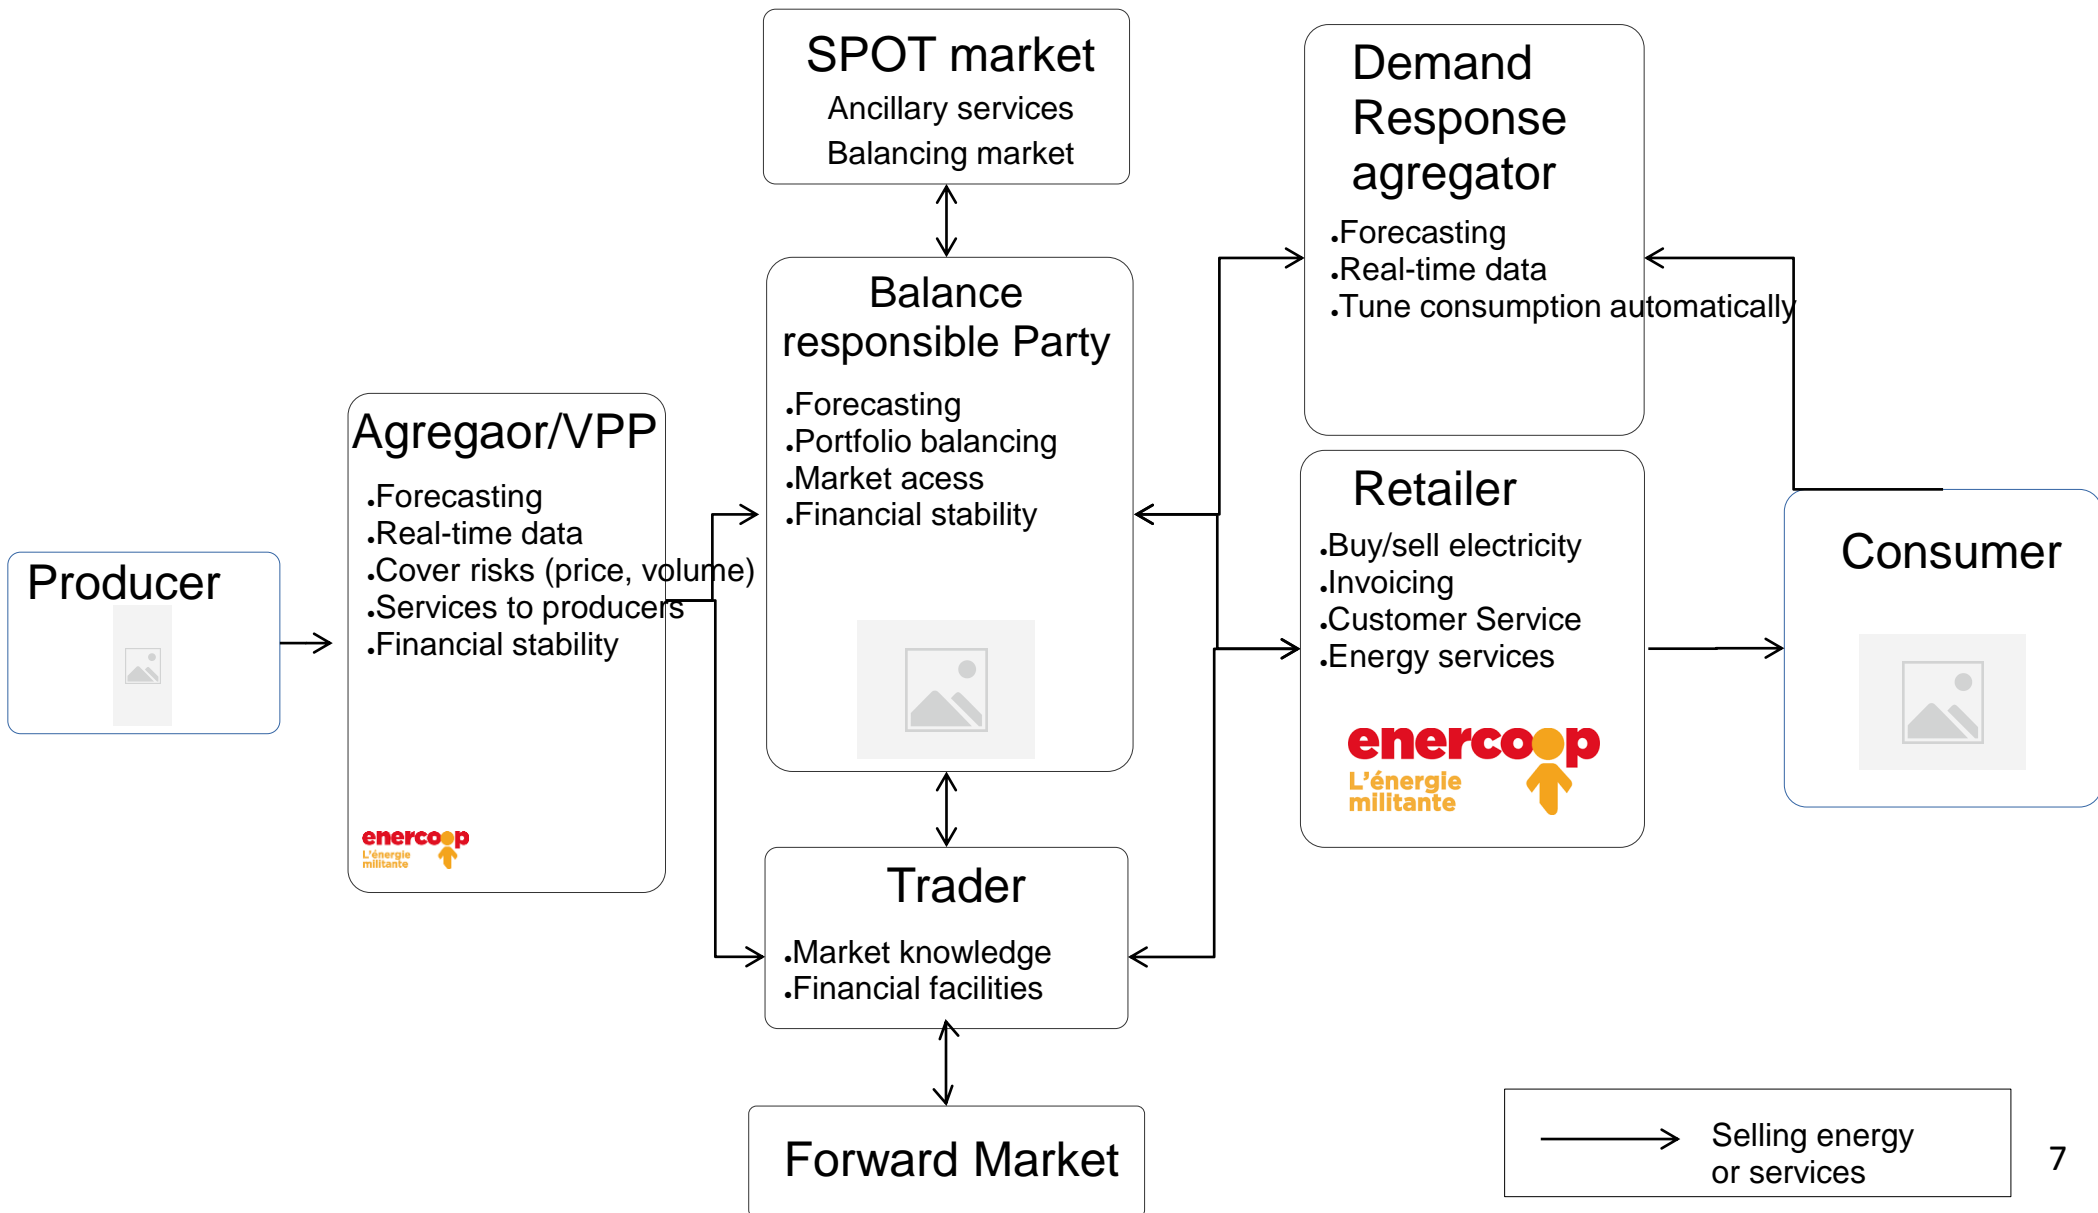 SPOT market
Ancillary services
Balancing market
Demand
Response
agregator
.Forecasting
.Real-time data
.Tune consumption automatically
Balance
responsible Party
.Forecasting
.Portfolio balancing
.Market acess
.Financial stability
Agregaor/VPP
.Forecasting
.Real-time data
.Cover risks (price, volume)
.Services to producers
.Financial stability
enercoop
L'énergie
militante
Producer
Retailer
.Buy/sell electricity
.Invoicing
.Customer Service
.Energy services
enercoop
L'énergie
militante
Consumer
Trader
.Market knowledge
.Financial facilities
Forward Market
Selling energy
or services
7